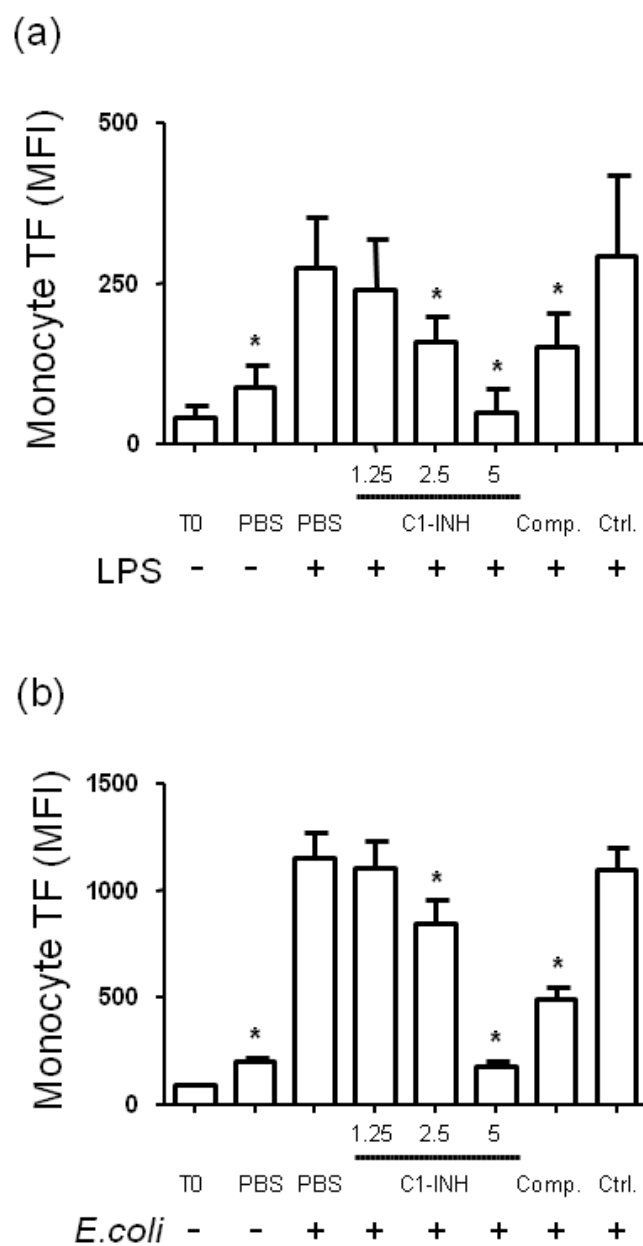 (a)
Monocyte TF (MFI)
500
250
0
*
*
*
*
1.25 2.5 5
T0 PBS PBS C1-INH Comp. Ctrl.
LPS - - + + + + + +
(b)
Monocyte TF (MFI)
1500
1000
500
0
*
*
*
*
1.25 2.5 5
T0 PBS PBS C1-INH Comp. Ctrl.
E.coli - - + + + + + +